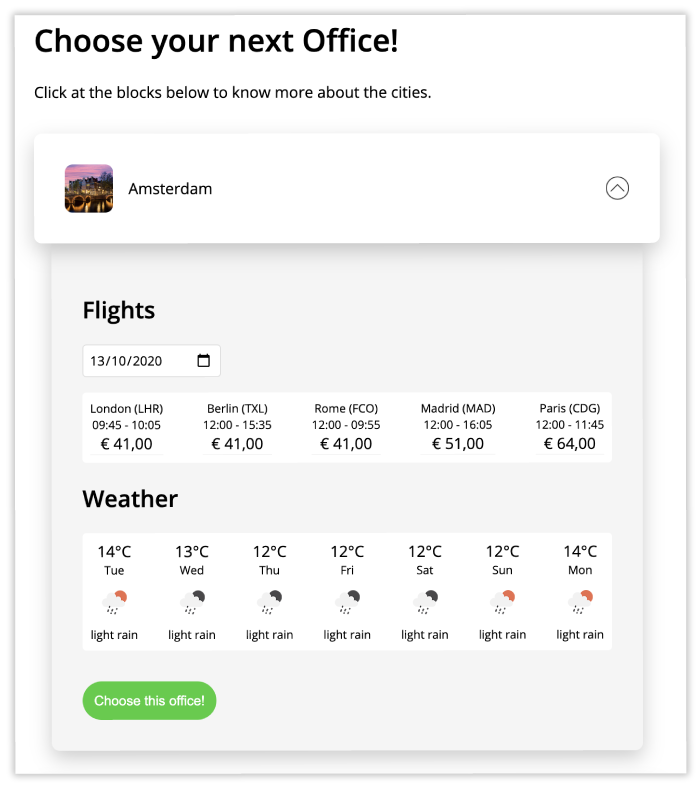 Choose your next Office!
Click at the blocks below to know more about the cities.
Amsterdam
Flights
13/10/2020
London (LHR) Berlin (TXL) Rome (FCO) Madrid (MAD) Paris (CDG)
09:45 - 10:05 12:00 - 15:35 12:00 - 09:55 12:00 - 16:05 12:00 - 11:45
€ 41,00 € 41,00 € 41,00 € 51,00 € 64,00
Weather
14°C 13°C 12°C 12°C 12°C 12°C 14°C
Tue Wed Thu Fri Sat Sun Mon
light rain light rain light rain light rain light rain light rain light rain
Choose this office!